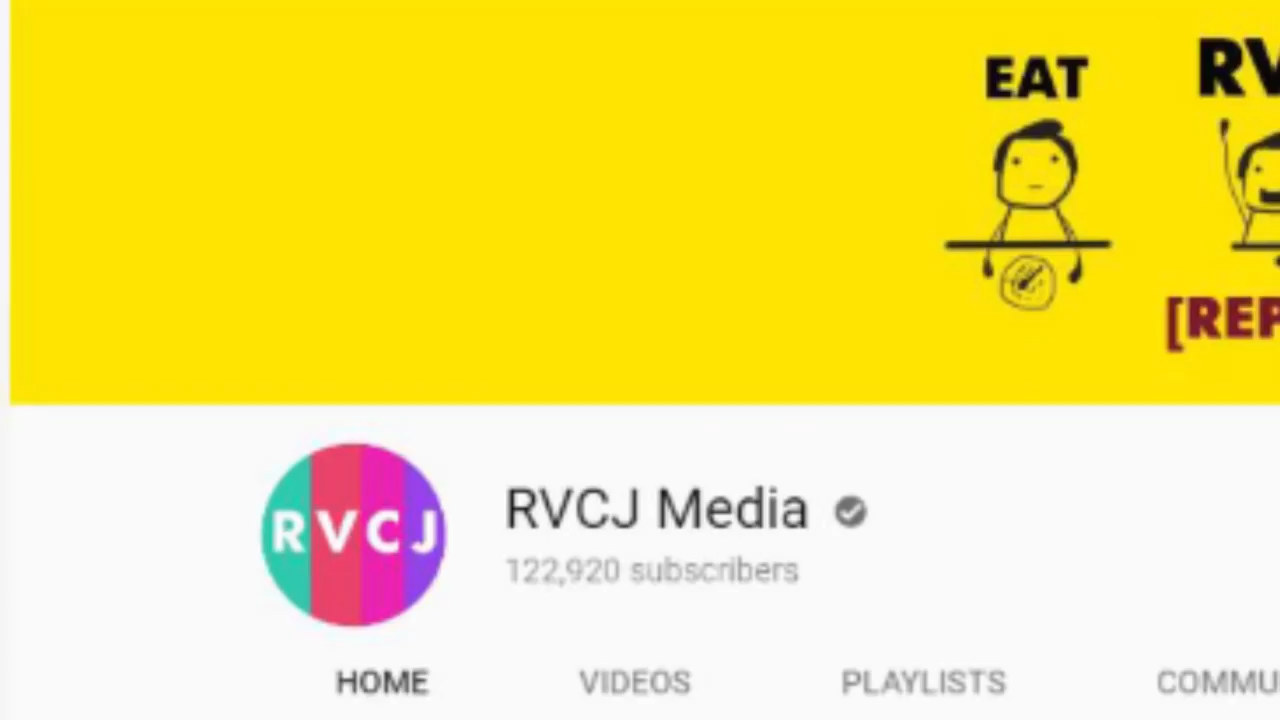 EAT
RV
[REP
RVCJ
RVCJ Media
122,920 subscribers
HOME VIDEOS PLAYLISTS COMMU